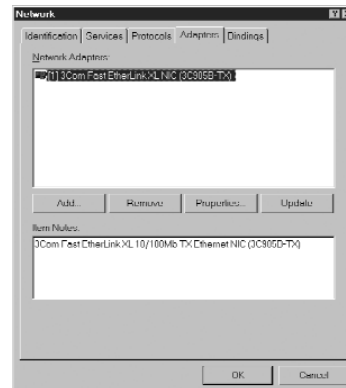 Network
Identification Services Protocols Adapters Bindings
Network Adapters:
[1] 3Com Fast EtherLink XL NIC (3C905B-TX)
Add... Remove Properties... Update
Item Notes:
3Com Fast EtherLink XL 10/100Mb TX Ethernet NIC (3C905B-TX)
OK Cancel